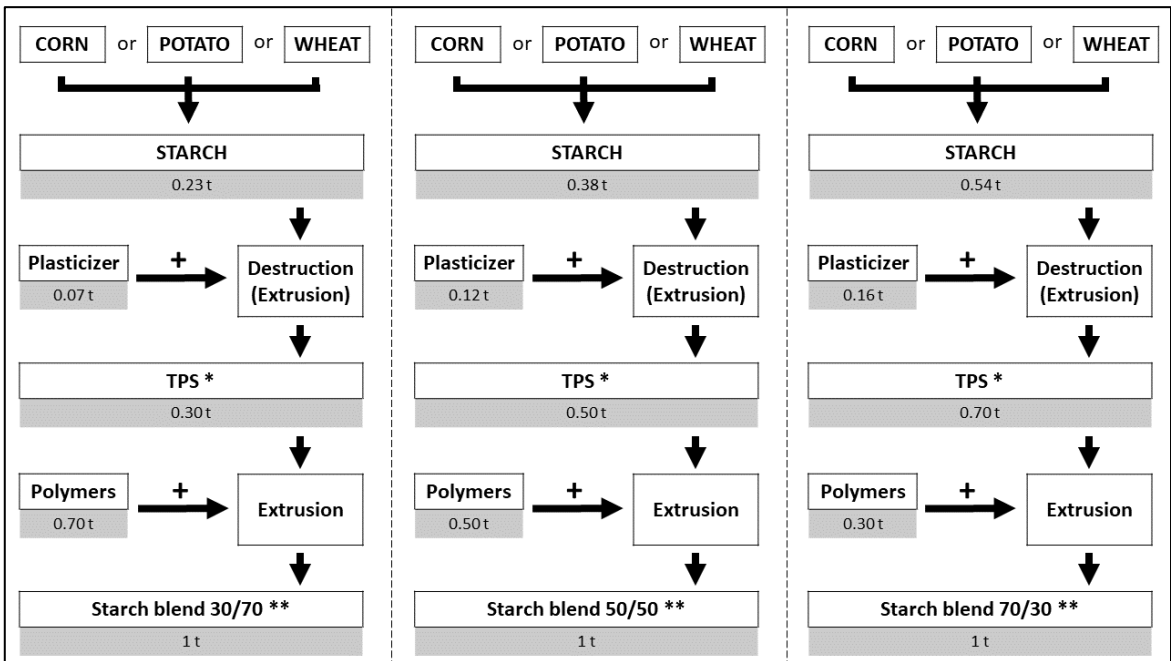 CORN or POTATO or WHEAT
STARCH
0.23 t
Plasticizer + Destruction
0.07 t (Extrusion)
TPS *
0.30 t
Polymers + Extrusion
0.70 t
Starch blend 30/70 **
1 t
CORN or POTATO or WHEAT
STARCH
0.38 t
Plasticizer + Destruction
0.12 t (Extrusion)
TPS *
0.50 t
Polymers + Extrusion
0.50 t
Starch blend 50/50 **
1 t
CORN or POTATO or WHEAT
STARCH
0.54 t
Plasticizer + Destruction
0.16 t (Extrusion)
TPS *
0.70 t
Polymers + Extrusion
0.30 t
Starch blend 70/30 **
1 t